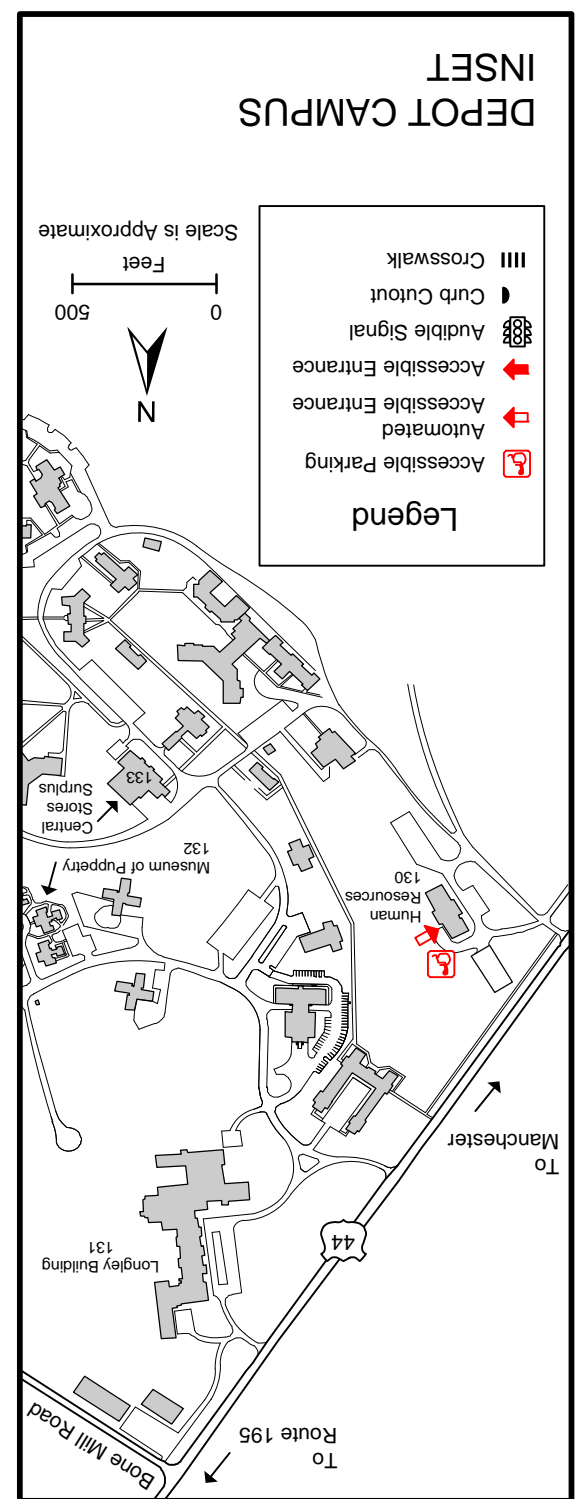 Bone Mill Road
To
Route 195
44
Longley Building
131
To
Manchester
Human
Resources
130
Museum of Puppetry
132
Central
Stores
Surplus
133
Legend
Accessible Parking
Automated
Accessible Entrance
Accessible Entrance
Audible Signal
Curb Cutout
Crosswalk
N
0
500
Feet
Scale is Approximate
DEPOT CAMPUS
INSET